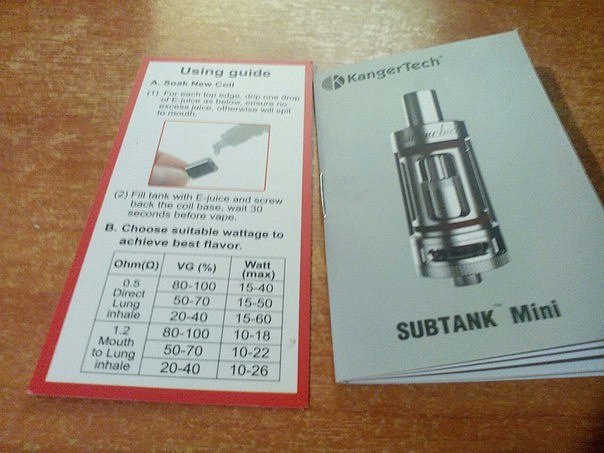 Using guide
A. Soak New Coil
(1) For each top edge, drip one drop
of E-juice as below, ensure no
excess juice, otherwise will spit
to mouth.
(2) Fill tank with E-juice and screw
back the coil base, wait 30
seconds before vape.
B. Choose suitable wattage to
achieve best flavor.
Ohm(Ω) VG (%) Watt (max)
0.5 Direct Lung inhale
80-100 15-40
50-70 15-50
20-40 15-60
1.2 Mouth to Lung inhale
80-100 10-18
50-70 10-22
20-40 10-26
KangerTech
SUBTANK™ Mini